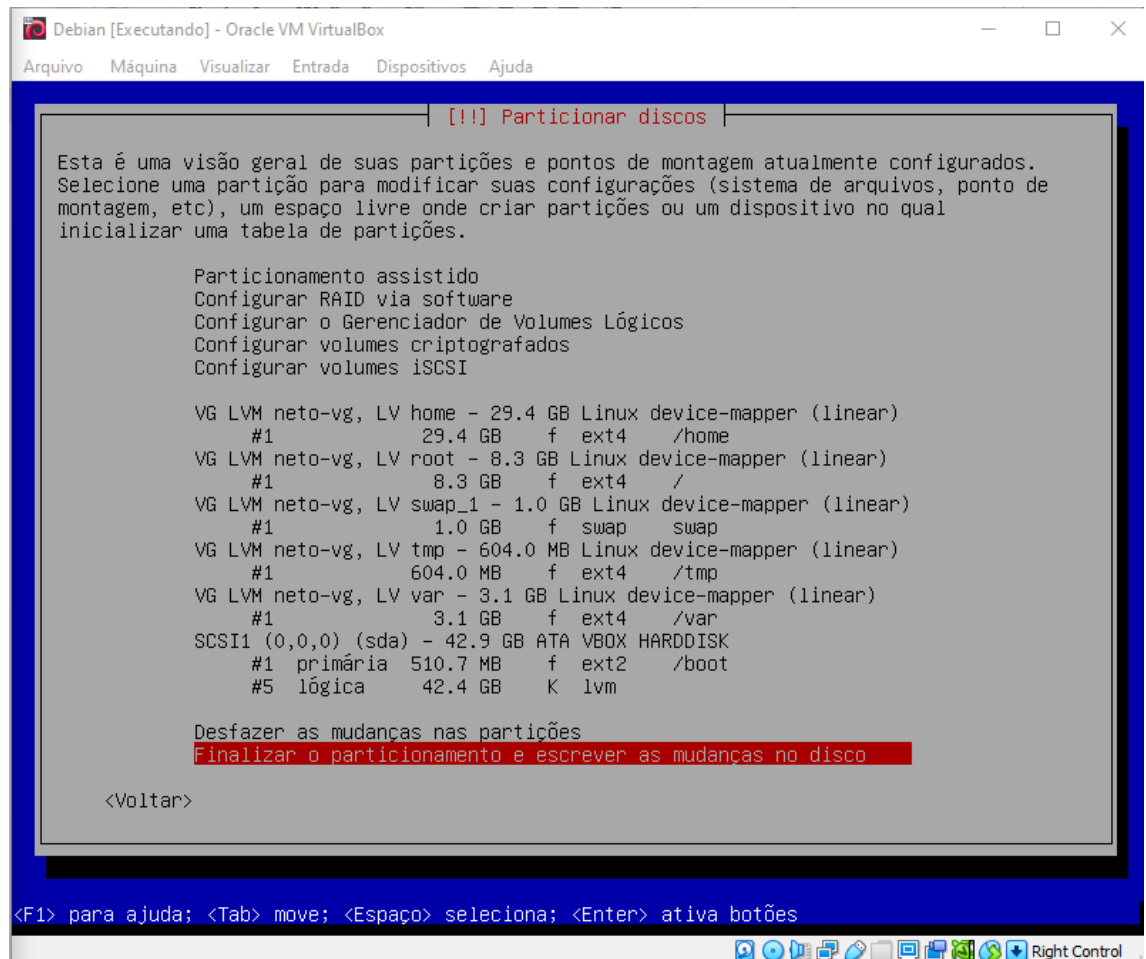 Debian [Executando] - Oracle VM VirtualBox
Arquivo Máquina Visualizar Entrada Dispositivos Ajuda
[!!] Particionar discos
Esta é uma visão geral de suas partições e pontos de montagem atualmente configurados.
Selecione uma partição para modificar suas configurações (sistema de arquivos, ponto de
montagem, etc), um espaço livre onde criar partições ou um dispositivo no qual
inicializar uma tabela de partições.
Particionamento assistido
Configurar RAID via software
Configurar o Gerenciador de Volumes Lógicos
Configurar volumes criptografados
Configurar volumes iSCSI
VG LVM neto-vg, LV home - 29.4 GB Linux device-mapper (linear)
#1 29.4 GB f ext4 /home
VG LVM neto-vg, LV root - 8.3 GB Linux device-mapper (linear)
#1 8.3 GB f ext4 /
VG LVM neto-vg, LV swap_1 - 1.0 GB Linux device-mapper (linear)
#1 1.0 GB f swap swap
VG LVM neto-vg, LV tmp - 604.0 MB Linux device-mapper (linear)
#1 604.0 MB f ext4 /tmp
VG LVM neto-vg, LV var - 3.1 GB Linux device-mapper (linear)
#1 3.1 GB f ext4 /var
SCSI1 (0,0,0) (sda) - 42.9 GB ATA VBOX HARDDISK
#1 primária 510.7 MB f ext2 /boot
#5 lógica 42.4 GB K lvm
Desfazer as mudanças nas partições
Finalizar o particionamento e escrever as mudanças no disco
<Voltar>
<F1> para ajuda; <Tab> move; <Espaço> seleciona; <Enter> ativa botões
Right Control